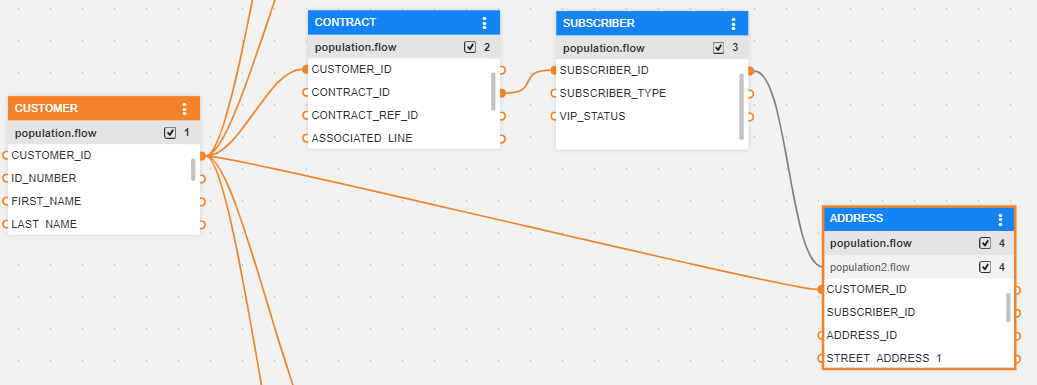 CONTRACT
population.flow 2
CUSTOMER_ID
CONTRACT_ID
CONTRACT_REF_ID
ASSOCIATED_LINE
SUBSCRIBER
population.flow 3
SUBSCRIBER_ID
SUBSCRIBER_TYPE
VIP_STATUS
CUSTOMER
population.flow 1
CUSTOMER_ID
ID_NUMBER
FIRST_NAME
LAST_NAME
ADDRESS
population.flow 4
population2.flow 4
CUSTOMER_ID
SUBSCRIBER_ID
ADDRESS_ID
STREET_ADDRESS_1